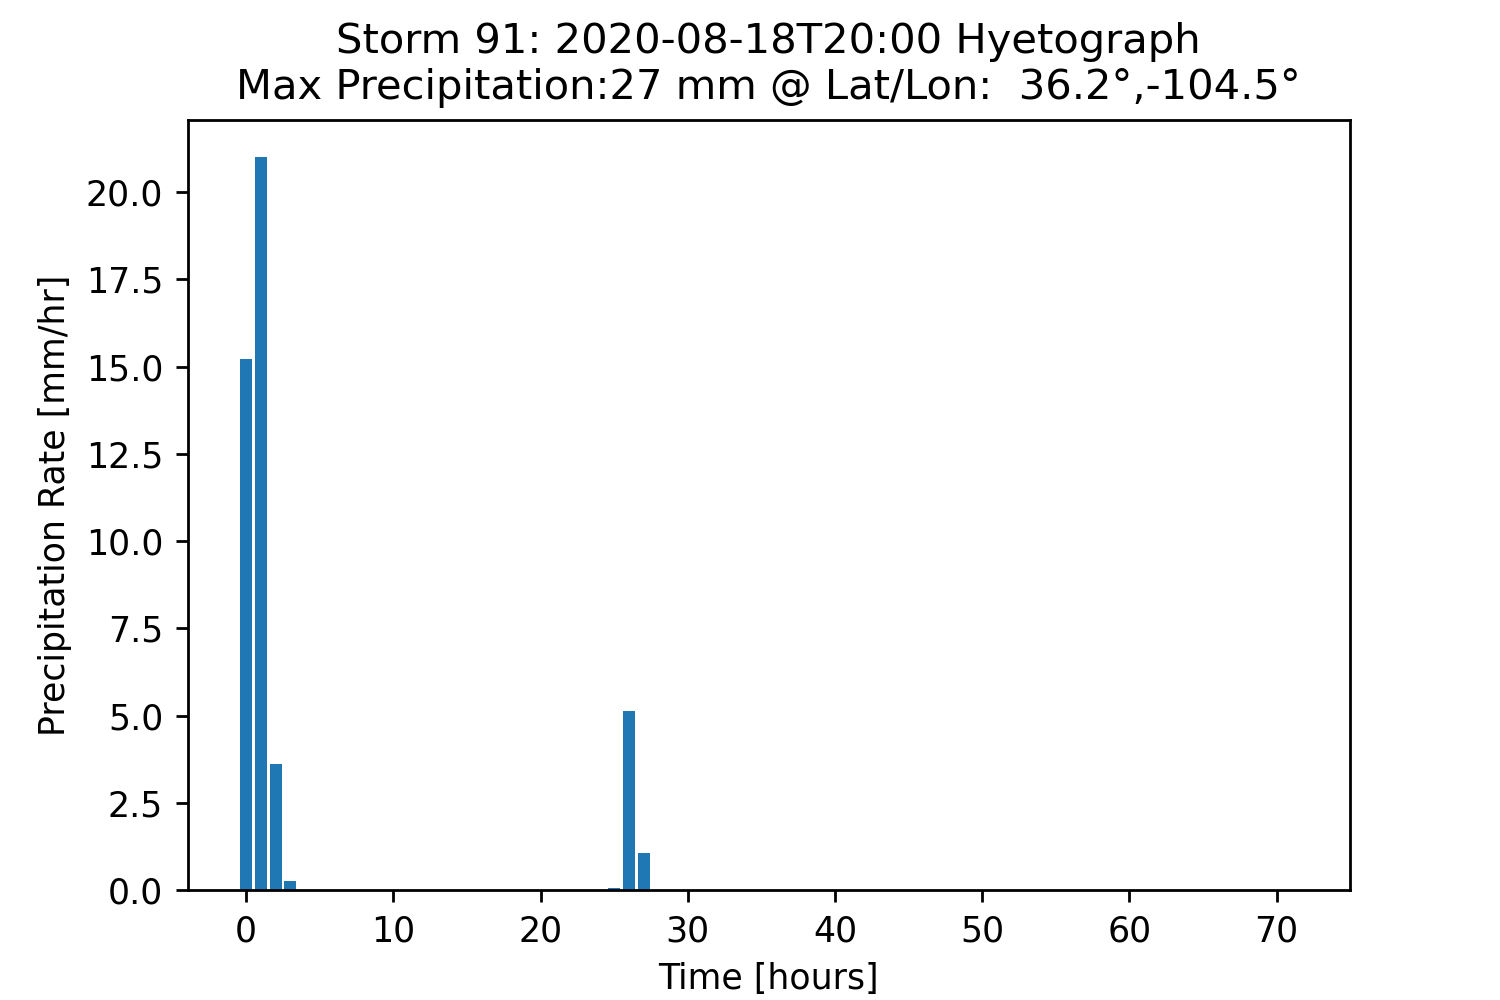 Storm 91: 2020-08-18T20:00 Hyetograph
Max Precipitation:27 mm @ Lat/Lon:  36.2°,-104.5°
Precipitation Rate [mm/hr]
20.0
17.5
15.0
12.5
10.0
7.5
5.0
2.5
0.0
0 10 20 30 40 50 60 70
Time [hours]